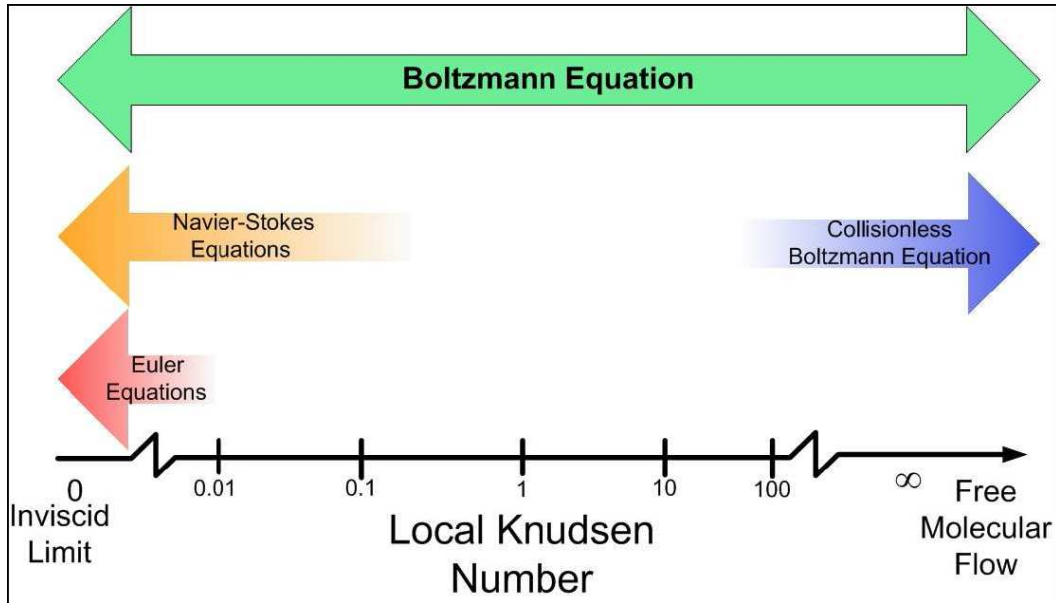 Boltzmann Equation
Navier-Stokes
Equations
Collisionless
Boltzmann Equation
Euler
Equations
0
0.01
0.1
1
10
100
∞
Inviscid
Limit
Local Knudsen
Number
Free
Molecular
Flow